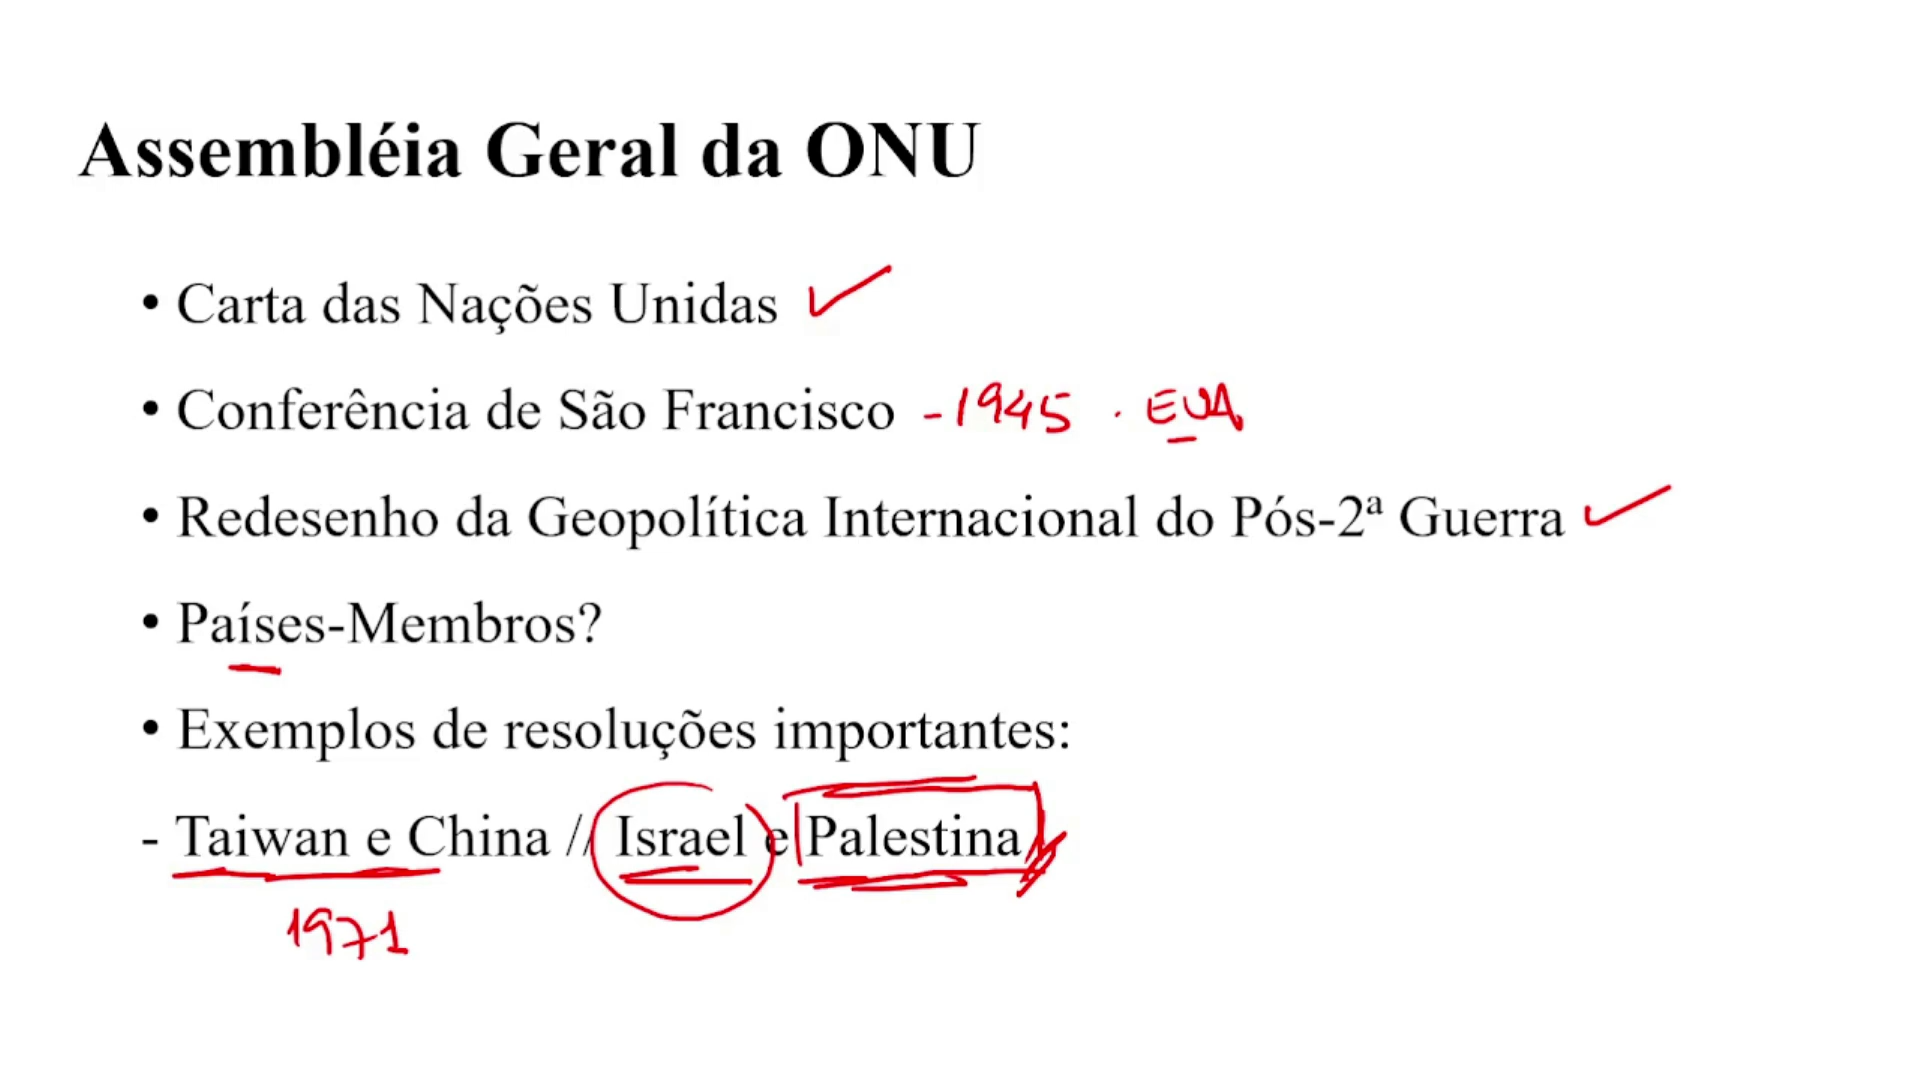 Assembléia Geral da ONU
• Carta das Nações Unidas
• Conferência de São Francisco - 1945 . EUA
• Redesenho da Geopolítica Internacional do Pós-2ª Guerra
• Países-Membros?
• Exemplos de resoluções importantes:
- Taiwan e China // Israel e Palestina
1971